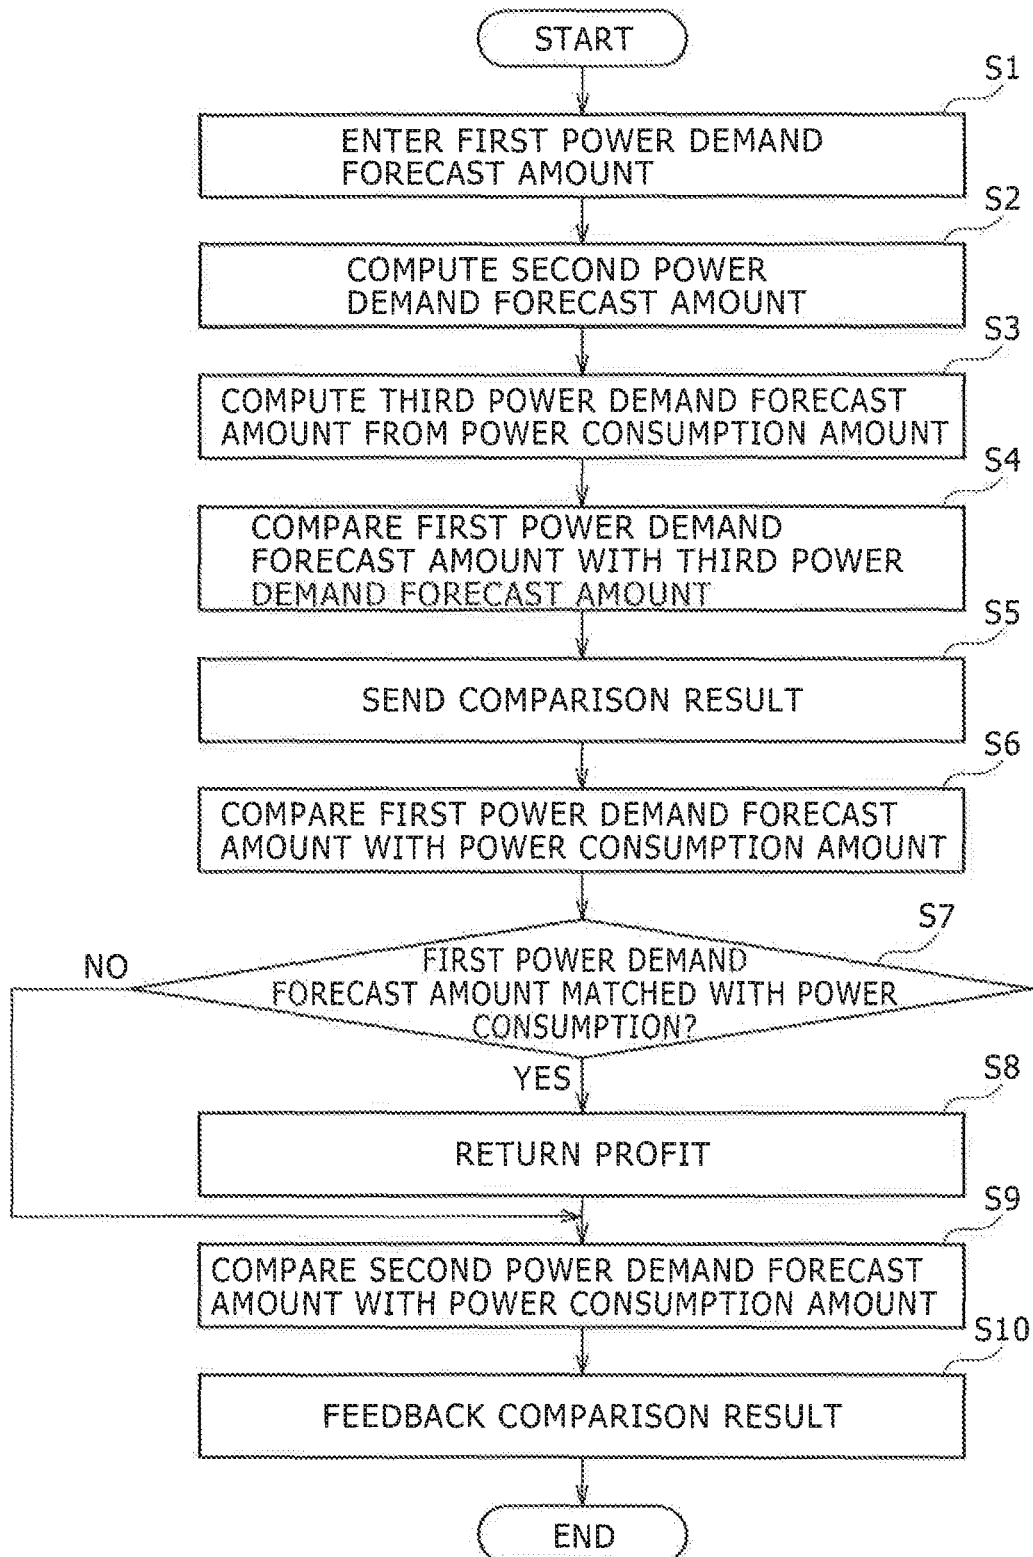 START
S1
ENTER FIRST POWER DEMAND
FORECAST AMOUNT
S2
COMPUTE SECOND POWER
DEMAND FORECAST AMOUNT
S3
COMPUTE THIRD POWER DEMAND FORECAST
AMOUNT FROM POWER CONSUMPTION AMOUNT
S4
COMPARE FIRST POWER DEMAND
FORECAST AMOUNT WITH THIRD POWER
DEMAND FORECAST AMOUNT
S5
SEND COMPARISON RESULT
S6
COMPARE FIRST POWER DEMAND FORECAST
AMOUNT WITH POWER CONSUMPTION AMOUNT
S7
NO
FIRST POWER DEMAND
FORECAST AMOUNT MATCHED WITH POWER
CONSUMPTION?
YES
S8
RETURN PROFIT
S9
COMPARE SECOND POWER DEMAND FORECAST
AMOUNT WITH POWER CONSUMPTION AMOUNT
S10
FEEDBACK COMPARISON RESULT
END